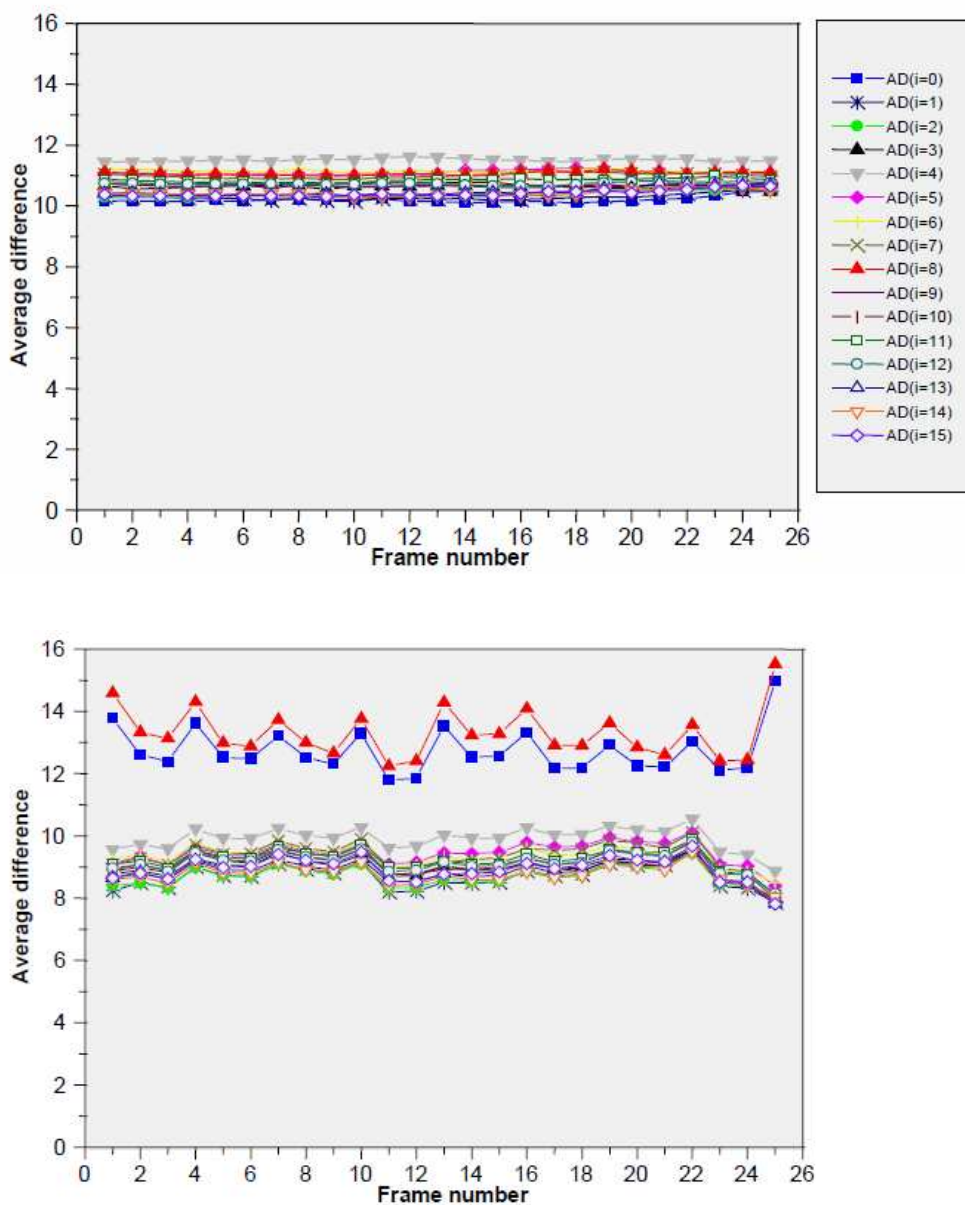 16
14
12
10
8
6
4
2
0
Average difference
0 2 4 6 8 10 12 14 16 18 20 22 24 26
Frame number
AD(i=0)
AD(i=1)
AD(i=2)
AD(i=3)
AD(i=4)
AD(i=5)
AD(i=6)
AD(i=7)
AD(i=8)
AD(i=9)
AD(i=10)
AD(i=11)
AD(i=12)
AD(i=13)
AD(i=14)
AD(i=15)
16
14
12
10
8
6
4
2
0
Average difference
0 2 4 6 8 10 12 14 16 18 20 22 24 26
Frame number